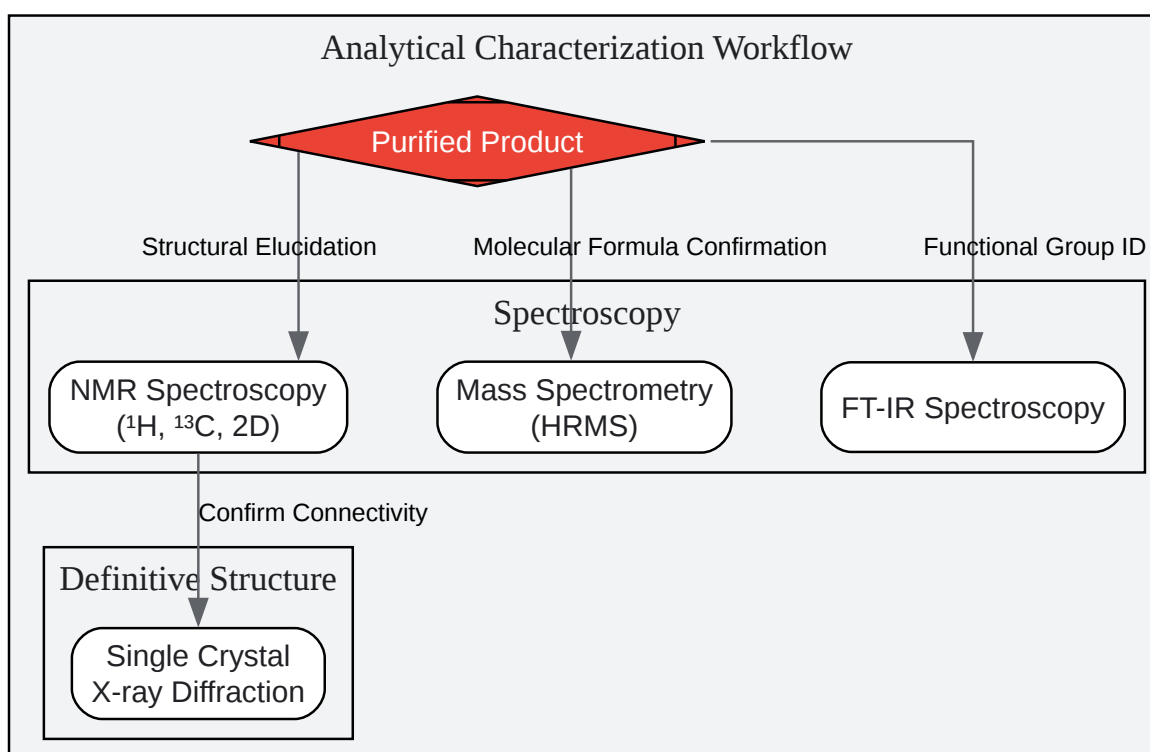 Analytical Characterization Workflow
Purified Product
Structural Elucidation
Molecular Formula Confirmation
Functional Group ID
Spectroscopy
NMR Spectroscopy
(¹H, ¹³C, 2D)
Mass Spectrometry
(HRMS)
FT-IR Spectroscopy
Confirm Connectivity
Definitive Structure
Single Crystal
X-ray Diffraction